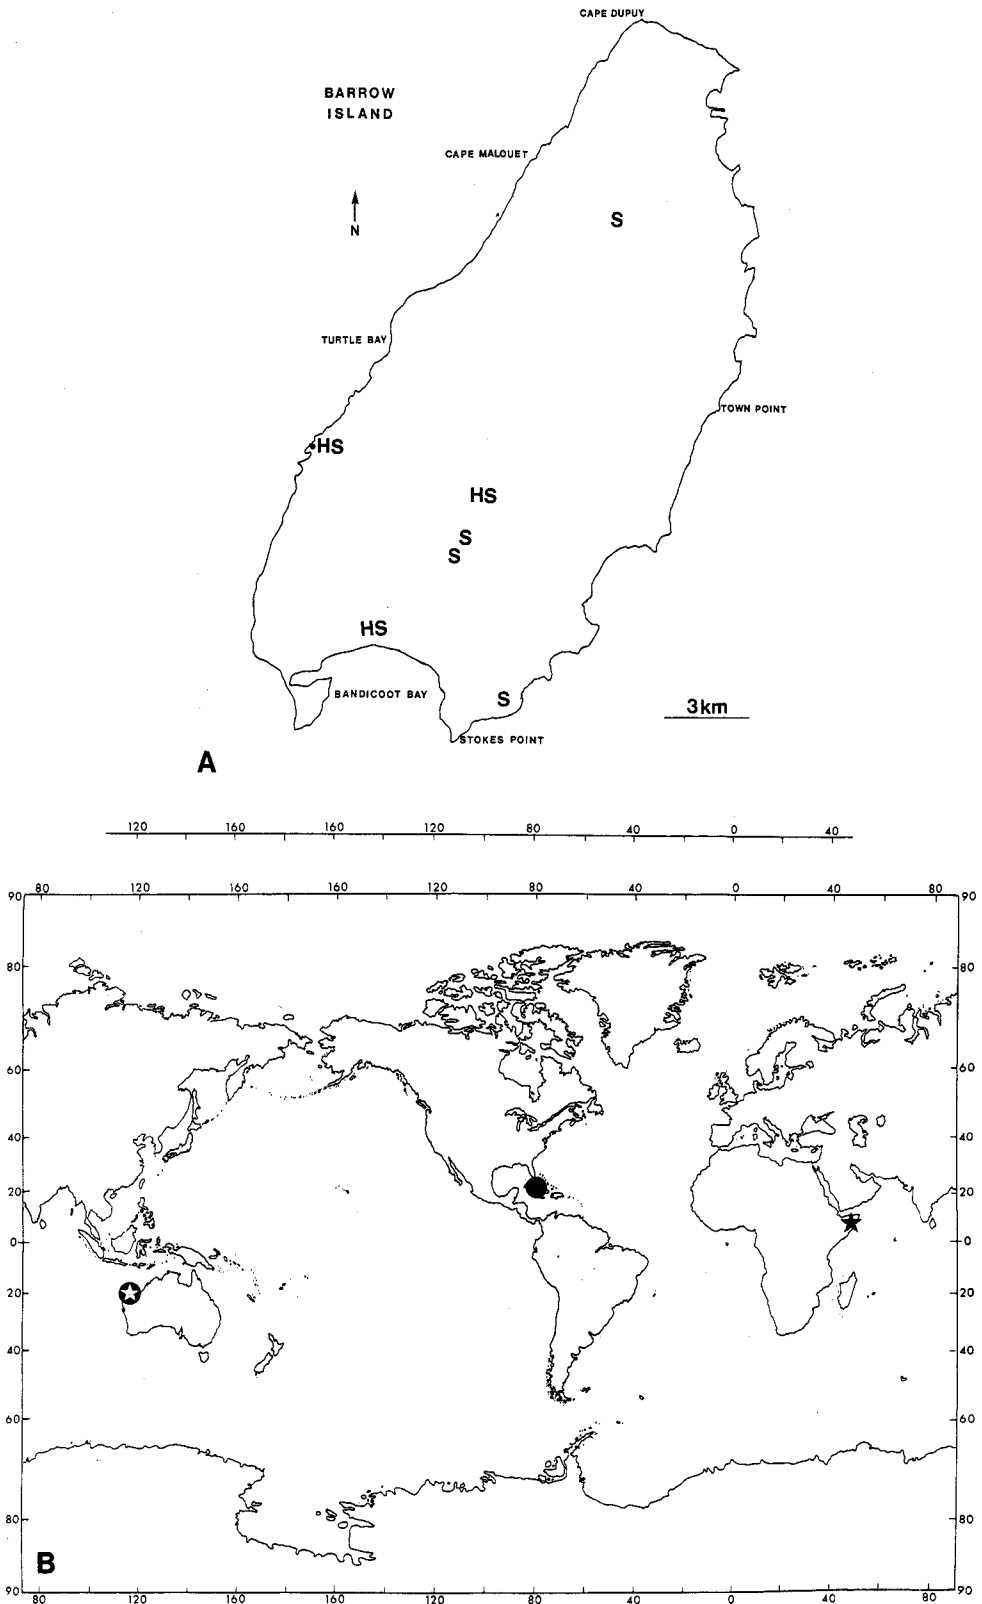 CAPE DUPUY
BARROW
ISLAND
CAPE MALOUET
N
S
TURTLE BAY
TOWN POINT
HS
HS
S
S
HS
BANDICOOT BAY
S
3km
STOKES POINT
A
120 160 160 120 80 40 0 40
80 120 160 160 120 80 40 0 40 80
90 90
80 80
60 60
40 40
20 20
0 0
20 20
40 40
60 60
80 80
B
90 90
80 120 160 160 120 80 40 0 40 80